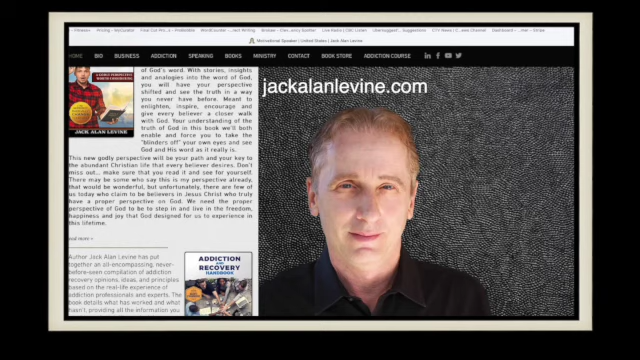 Motivational Speaker | United States | Jack Alan Levine
HOME BIO BUSINESS ADDICTION SPEAKING BOOKS MINISTRY CONTACT BOOK STORE ADDICTION COURSE
jackalanlevine.com
of God's word. With stories, insights
and analogies into the word of God,
you will have your perspective
shifted and see the truth in a way
you never have before. Meant to
enlighten, inspire, encourage and
give every believer a closer walk
with God. Your understanding of the
truth of God in this book we'll both
enable and force you to take the
"blinders off" your own eyes and see
God and His word as it really is.
JACK ALAN LEVINE
This new godly perspective will be your path and your key to
the abundant Christian life that every believer desires. Don't
miss out... make sure that you read it and see for yourself.
There may be some who say this is my perspective already,
that would be wonderful, but unfortunately, there are few of
us today who claim to be believers in Jesus Christ who truly
have a proper perspective on God. We need the proper
perspective of God to be to step in and live in the freedom,
happiness and joy that God designed for us to experience in
this lifetime.
read more >
Author Jack Alan Levine has put
together an all-encompassing, never-
before-seen compilation of addiction
recovery opinions, ideas, and principles
based on the real-life experience of
addiction professionals and experts. The
book details what has worked and what
hasn't, providing all the information you
ADDICTION
AND RECOVERY
HANDBOOK